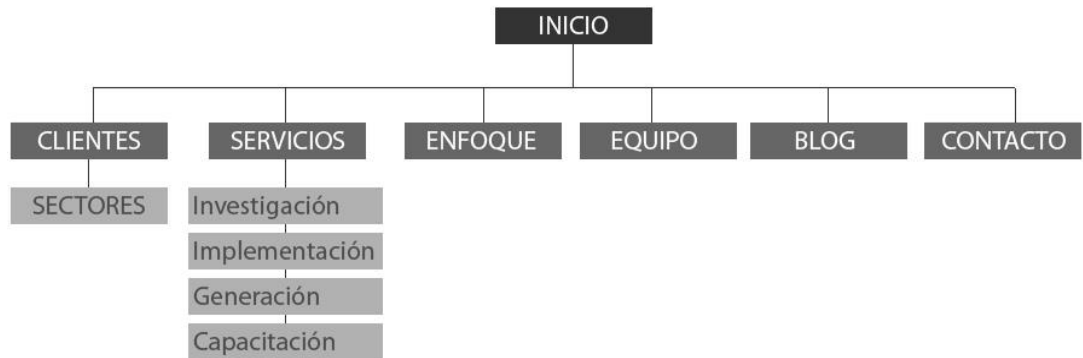 INICIO
CLIENTES
SERVICIOS
ENFOQUE
EQUIPO
BLOG
CONTACTO
SECTORES
Investigación
Implementación
Generación
Capacitación